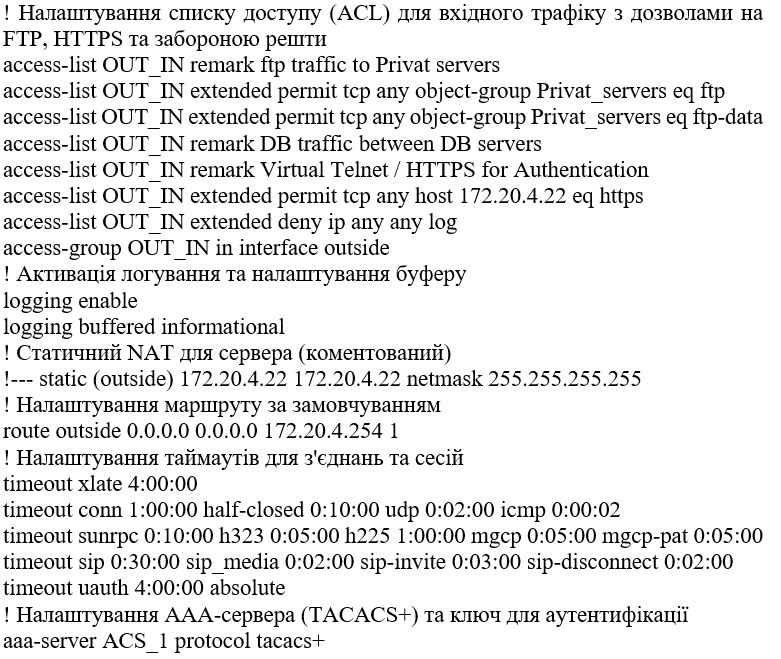 ! Налаштування списку доступу (ACL) для вхідного трафіку з дозволами на
FTP, HTTPS та забороною решти
access-list OUT_IN remark ftp traffic to Privat servers
access-list OUT_IN extended permit tcp any object-group Privat_servers eq ftp
access-list OUT_IN extended permit tcp any object-group Privat_servers eq ftp-data
access-list OUT_IN remark DB traffic between DB servers
access-list OUT_IN remark Virtual Telnet / HTTPS for Authentication
access-list OUT_IN extended permit tcp any host 172.20.4.22 eq https
access-list OUT_IN extended deny ip any any log
access-group OUT_IN in interface outside
! Активація логування та налаштування буферу
logging enable
logging buffered informational
! Статичний NAT для сервера (коментований)
!--- static (outside) 172.20.4.22 172.20.4.22 netmask 255.255.255.255
! Налаштування маршруту за замовчуванням
route outside 0.0.0.0 0.0.0.0 172.20.4.254 1
! Налаштування таймаутів для з'єднань та сесій
timeout xlate 4:00:00
timeout conn 1:00:00 half-closed 0:10:00 udp 0:02:00 icmp 0:00:02
timeout sunrpc 0:10:00 h323 0:05:00 h225 1:00:00 mgcp 0:05:00 mgcp-pat 0:05:00
timeout sip 0:30:00 sip_media 0:02:00 sip-invite 0:03:00 sip-disconnect 0:02:00
timeout uauth 4:00:00 absolute
! Налаштування AAA-сервера (TACACS+) та ключ для аутентифікації
aaa-server ACS_1 protocol tacacs+